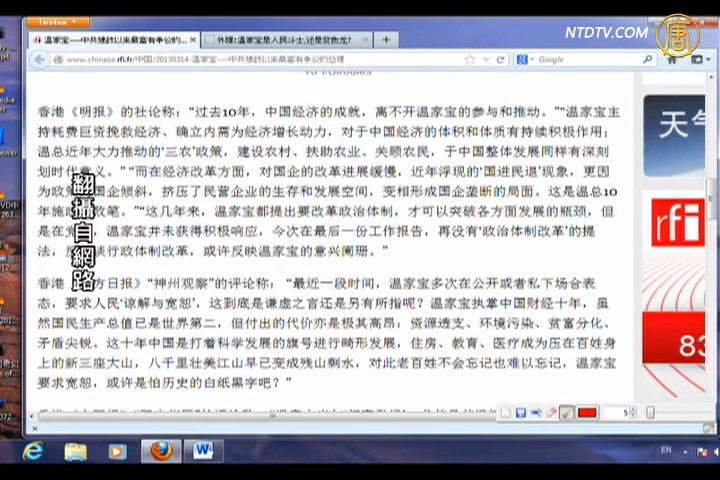 firefox
温家宝——中共建政以来最富有争议的...
外媒:温家宝是人民斗士,还是变色龙?
NTDTV.COM
唐
www.chinese.rfi.fr/中国/20130314-温家宝——中共建政以来最富有争议的总理
Google
香港《明报》的社论称：“过去10年，中国经济的成就，离不开温家宝的参与和推动。”“温家宝主
持耗费巨资挽救经济、确立内需为经济增长动力，对于中国经济的体积和体质有持续积极作用；
温总近年大力推动的‘三农’政策，建设农村、扶助农业、关顾农民，于中国整体发展同样有深刻
划时代意义。”“而在经济改革方面，对国企的改革进展缓慢，近年浮现的‘国进民退’现象，更因
为政策 国企倾斜，挤压了民营企业的生存和发展空间，变相形成国企垄断的局面。这是温总10
年施政 败笔。”“这几年来，温家宝都提出要改革政治体制，才可以突破各方面发展的瓶颈，但
是在党 ，温家宝并未获得积极响应，今次在最后一份工作报告，再没有‘政治体制改革’的提
法， 谈行政体制改革，或许反映温家宝的意兴阑珊。”
香港 方日报》“神州观察”的评论称：“最近一段时间，温家宝多次在公开或者私下场合表
态，要求人民‘谅解与宽恕’，这到底是谦虚之言还是另有所指呢？温家宝执掌中国财经十年，虽
然国民生产总值已是世界第二，但付出的代价亦是极其高昂：资源透支、环境污染、贫富分化、
矛盾尖锐。这十年中国是打着科学发展的旗号进行畸形发展，住房、教育、医疗成为压在百姓身
上的新三座大山，八千里壮美江山早已变成残山剩水，对此老百姓不会忘记也难以忘记，温家宝
要求宽恕，或许是怕历史的白纸黑字吧？”
翻攝自網路
天气
rfi
83
5
EN